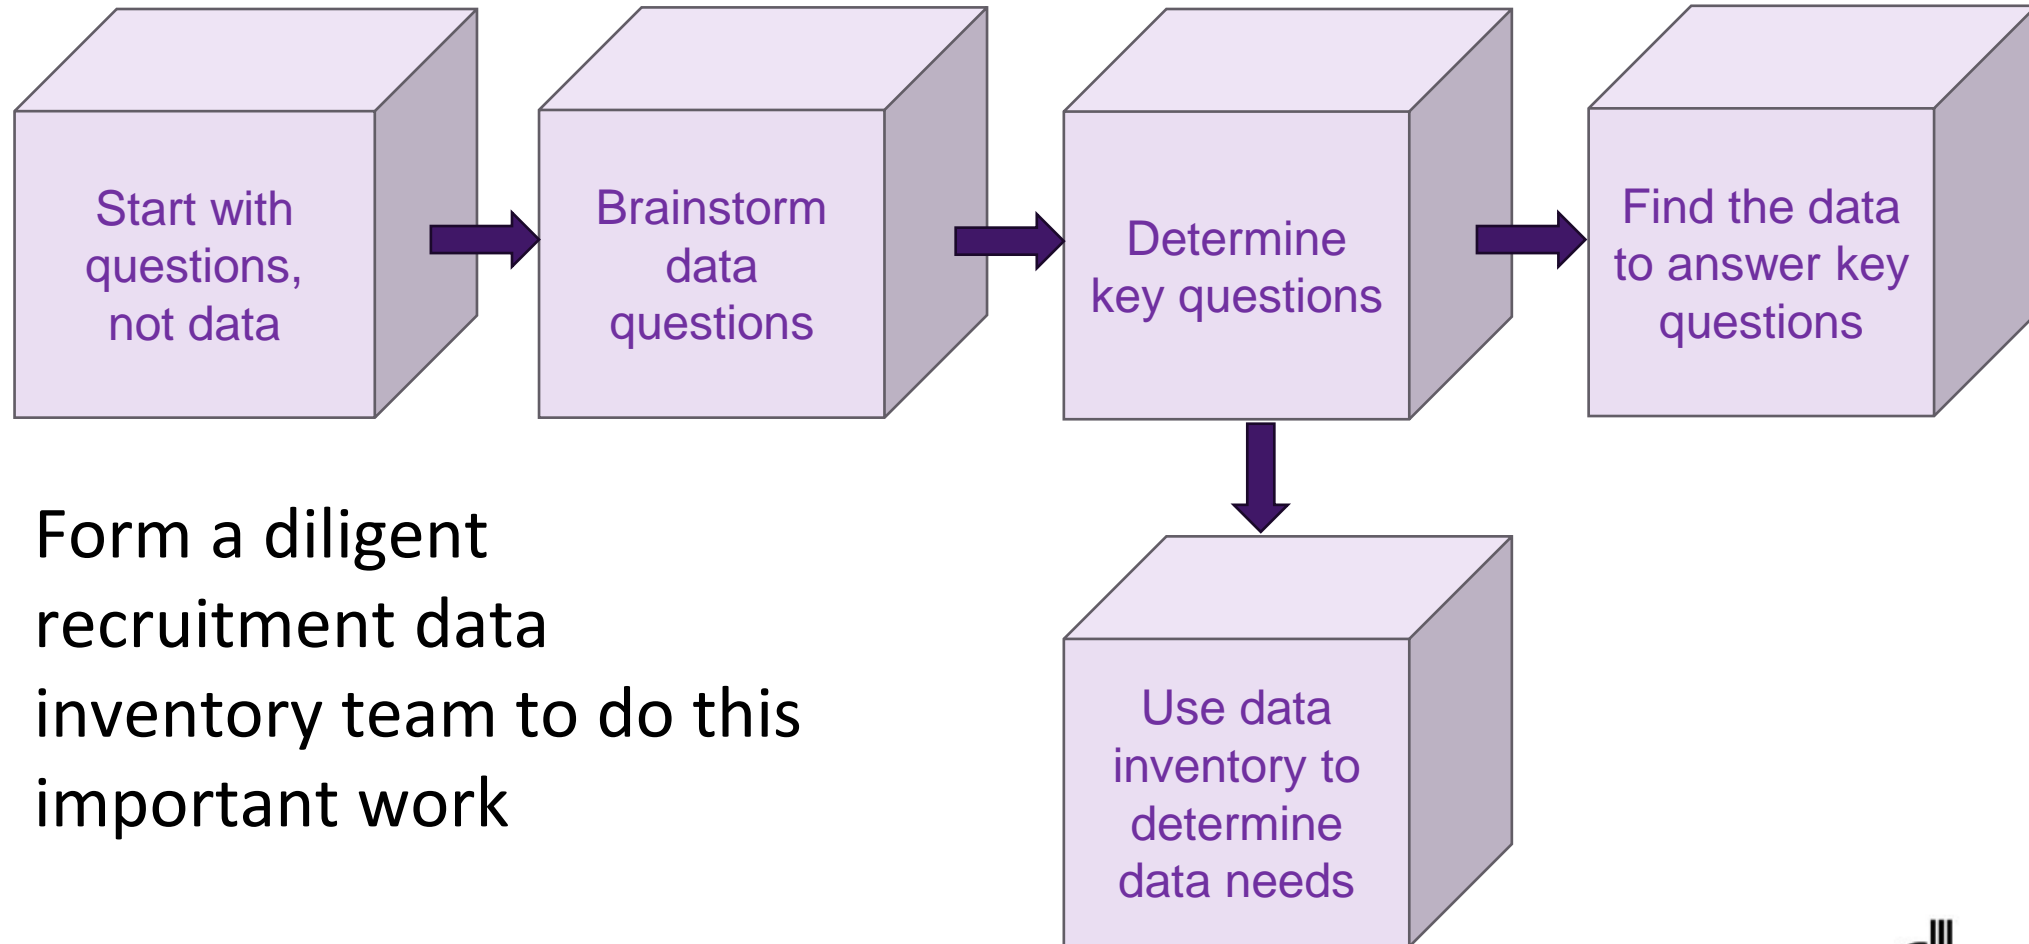 Start with
questions,
not data
Brainstorm
data
questions
Determine
key questions
Find the data
to answer key
questions
Form a diligent
recruitment data
inventory team to do this
important work
Use data
inventory to
determine
data needs